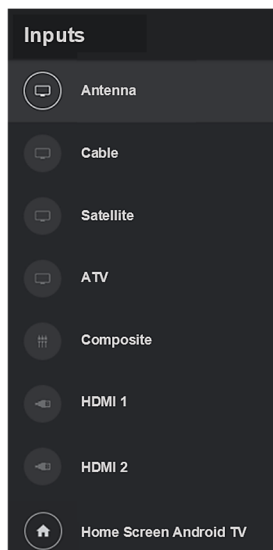 Inputs
Antenna
Cable
Satellite
ATV
Composite
HDMI 1
HDMI 2
Home Screen Android TV